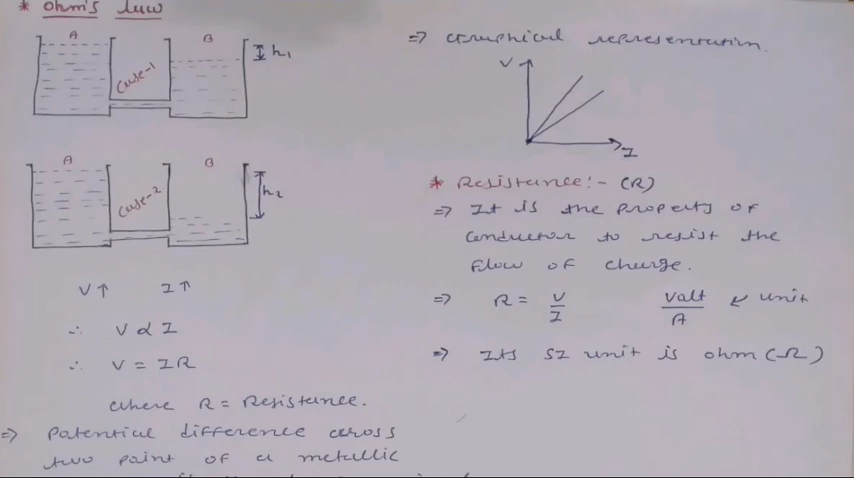 * Ohm's law
A
B
h₁
Case-1
A
B
h₂
Case-2
V↑ I↑
∴ V ∝ I
∴ V = IR
where R = Resistance.
⇒ Potential difference across
two point of a metallic
⇒ Graphical representation.
V
I
* Resistance:- (R)
⇒ It is the property of
conductor to resist the
flow of charge.
⇒ R = V/I Valt/A ↙ unit
⇒ Its SI unit is ohm (Ω)